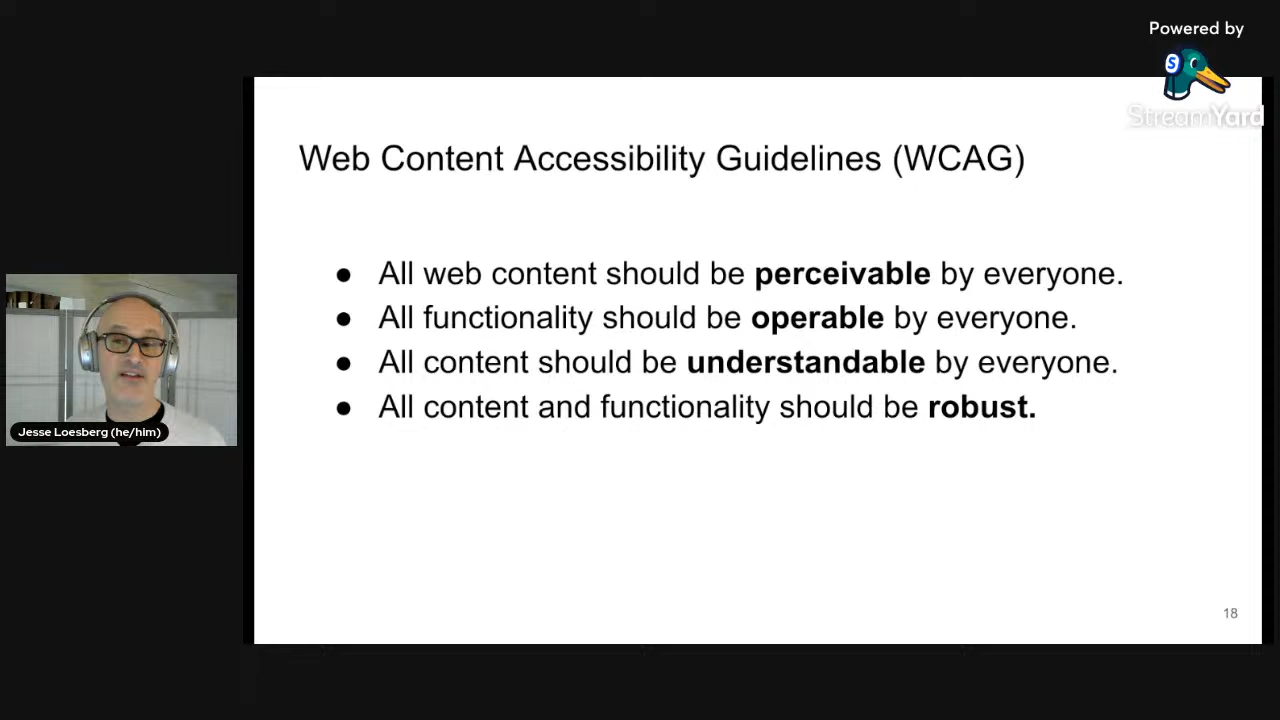 Powered by
StreamYard
Web Content Accessibility Guidelines (WCAG)
● All web content should be perceivable by everyone.
● All functionality should be operable by everyone.
● All content should be understandable by everyone.
● All content and functionality should be robust.
Jesse Loesberg (he/him)
18